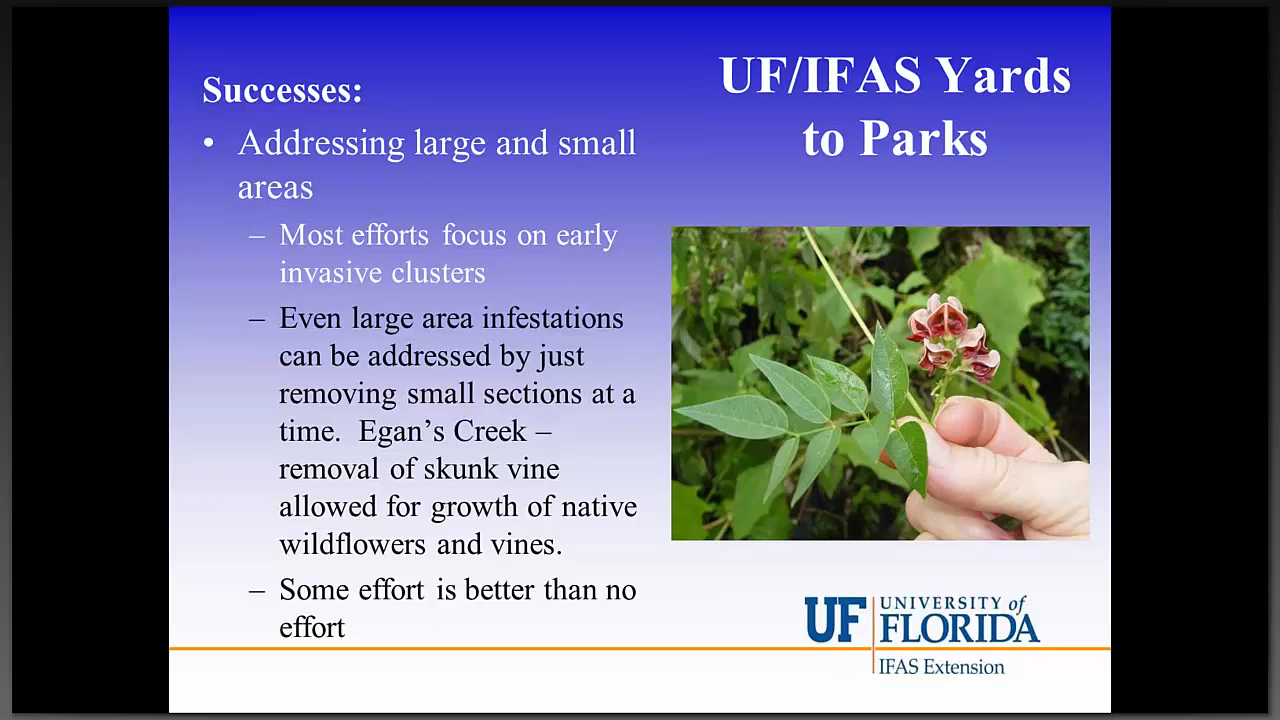 UF/IFAS Yards
to Parks
Successes:
• Addressing large and small
areas
– Most efforts focus on early
invasive clusters
– Even large area infestations
can be addressed by just
removing small sections at a
time. Egan’s Creek –
removal of skunk vine
allowed for growth of native
wildflowers and vines.
– Some effort is better than no
effort
UF UNIVERSITY of
FLORIDA
IFAS Extension